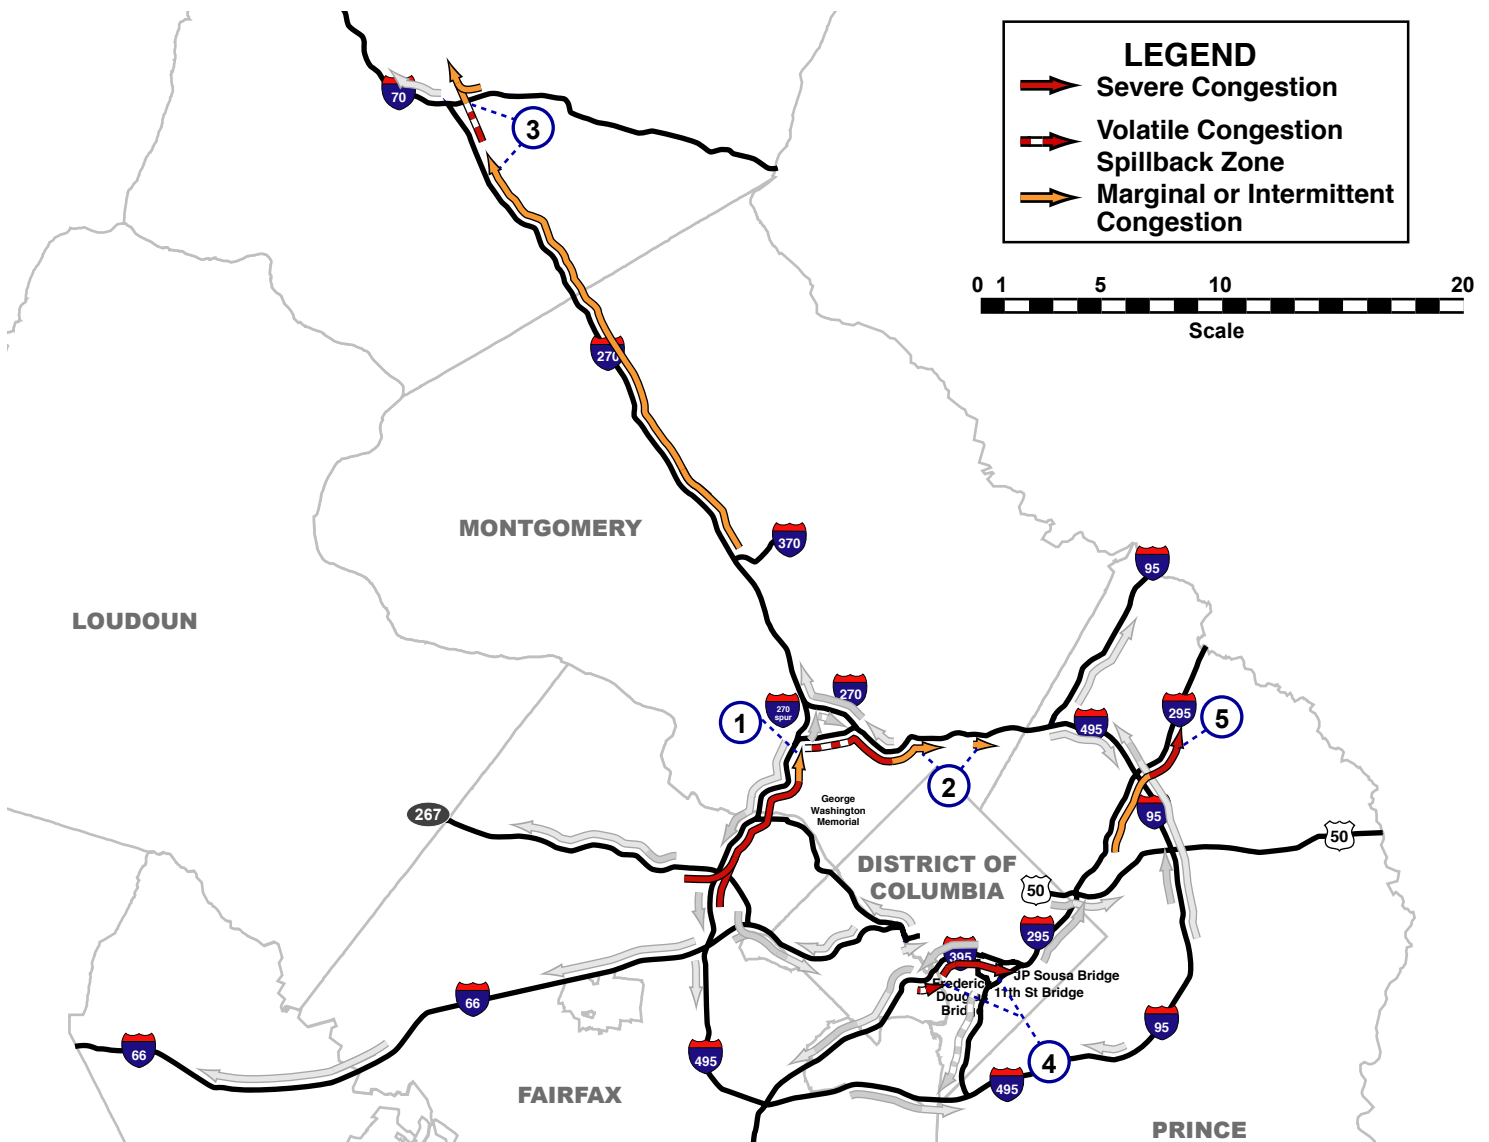 LEGEND
Severe Congestion
Volatile Congestion
Spillback Zone
Marginal or Intermittent
Congestion
0 1 5 10 20
Scale
70
3
270
MONTGOMERY
370
95
LOUDOUN
270
270
spur
1
295
5
495
2
George
Washington
Memorial
267
95
50
DISTRICT OF
COLUMBIA
50
295
395
JP Sousa Bridge
Frederic
11th St Bridge
Doug
Brid
66
66
95
495
4
495
FAIRFAX
PRINCE